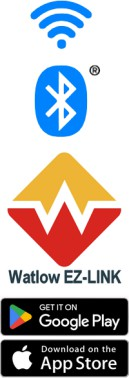 ®
Watlow EZ-LINK
GET IT ON
Google Play
Download on the
App Store